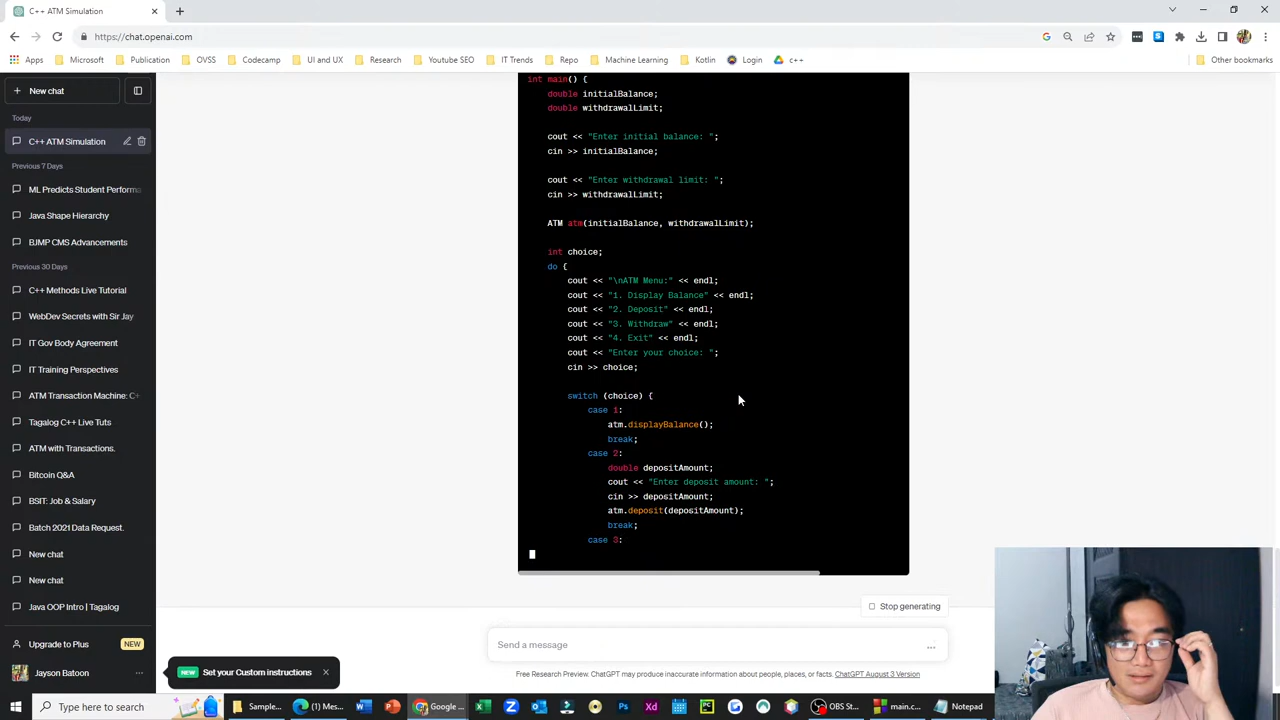 C++ ATM Simulation
https://chat.openai.com
Apps
Microsoft
Publication
OVSS
Codecamp
UI and UX
Research
Youtube SEO
IT Trends
Repo
Machine Learning
Kotlin
Login
c++
Other bookmarks
New chat
Today
C++ ATM Simulation
Previous 7 Days
ML Predicts Student Performa
Java Shape Hierarchy
BJMP CMS Advancements
Previous 30 Days
C++ Methods Live Tutorial
WebDev Secrets with Sir Jay
IT Gov Body Agreement
IT Training Perspectives
ATM Transaction Machine: C+
Tagalog C++ Live Tuts
ATM with Transactions.
Bitcoin Q&A
BSIT: Job & Salary
Batch 2021 Data Request.
New chat
New chat
Java OOP Intro | Tagalog
Upgrade to Plus
NEW
Jayson Batoon
int main() {
double initialBalance;
double withdrawalLimit;
cout << "Enter initial balance: ";
cin >> initialBalance;
cout << "Enter withdrawal limit: ";
cin >> withdrawalLimit;
ATM atm(initialBalance, withdrawalLimit);
int choice;
do {
cout << "\nATM Menu:" << endl;
cout << "1. Display Balance" << endl;
cout << "2. Deposit" << endl;
cout << "3. Withdraw" << endl;
cout << "4. Exit" << endl;
cout << "Enter your choice: ";
cin >> choice;
switch (choice) {
case 1:
atm.displayBalance();
break;
case 2:
double depositAmount;
cout << "Enter deposit amount: ";
cin >> depositAmount;
atm.deposit(depositAmount);
break;
case 3:
Stop generating
Send a message
NEW Set your Custom instructions
Free Research Preview. ChatGPT may produce inaccurate information about people, places, or facts. ChatGPT August 3 Version
Type here to search
Sample...
(1) Mes...
Google ...
OBS St...
main.c...
Notepad